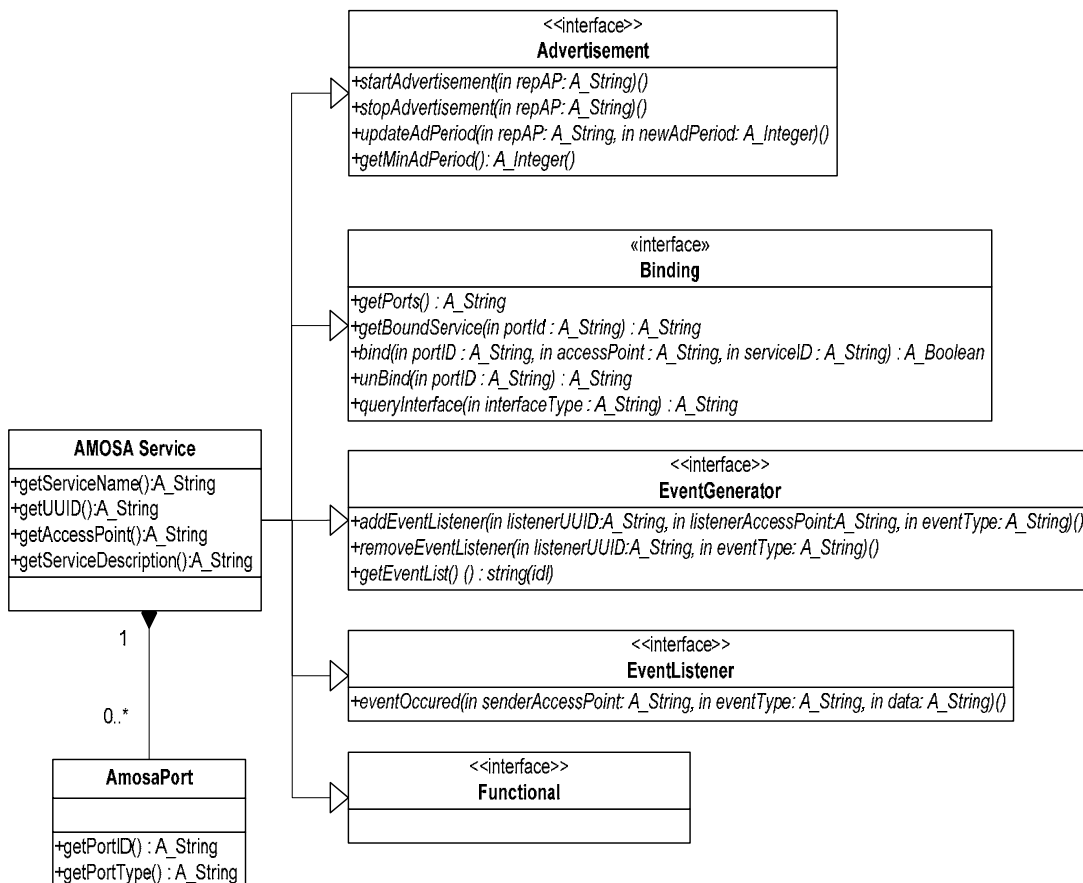 <<interface>>
Advertisement
+startAdvertisement(in repAP: A_String)()
+stopAdvertisement(in repAP: A_String)()
+updateAdPeriod(in repAP: A_String, in newAdPeriod: A_Integer)()
+getMinAdPeriod(): A_Integer()
«interface»
Binding
+getPorts() : A_String
+getBoundService(in portId : A_String) : A_String
+bind(in portID : A_String, in accessPoint : A_String, in serviceID : A_String) : A_Boolean
+unBind(in portID : A_String) : A_String
+queryInterface(in interfaceType : A_String) : A_String
AMOSA Service
+getServiceName():A_String
+getUUID():A_String
+getAccessPoint():A_String
+getServiceDescription():A_String
<<interface>>
EventGenerator
+addEventListener(in listenerUUID:A_String, in listenerAccessPoint:A_String, in eventType: A_String)()
+removeEventListener(in listenerUUID:A_String, in eventType: A_String)()
+getEventList() () : string(idl)
1
0..*
<<interface>>
EventListener
+eventOccured(in senderAccessPoint: A_String, in eventType: A_String, in data: A_String)()
AmosaPort
+getPortID() : A_String
+getPortType() : A_String
<<interface>>
Functional